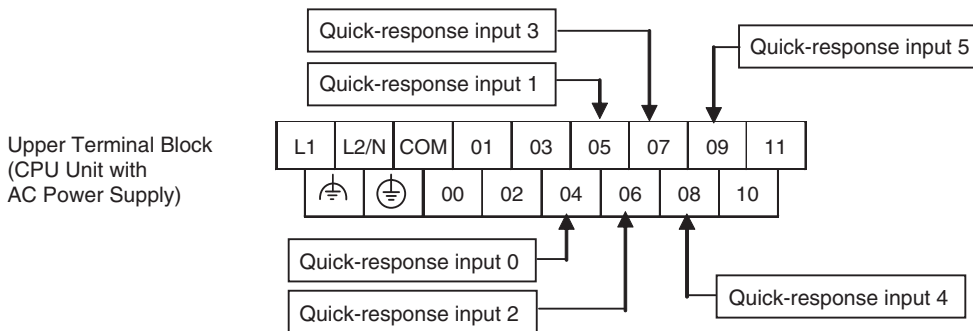 Quick-response input 3
Quick-response input 5
Quick-response input 1
Upper Terminal Block
(CPU Unit with
AC Power Supply)
L1 L2/N COM 01 03 05 07 09 11
00 02 04 06 08 10
Quick-response input 0
Quick-response input 2
Quick-response input 4